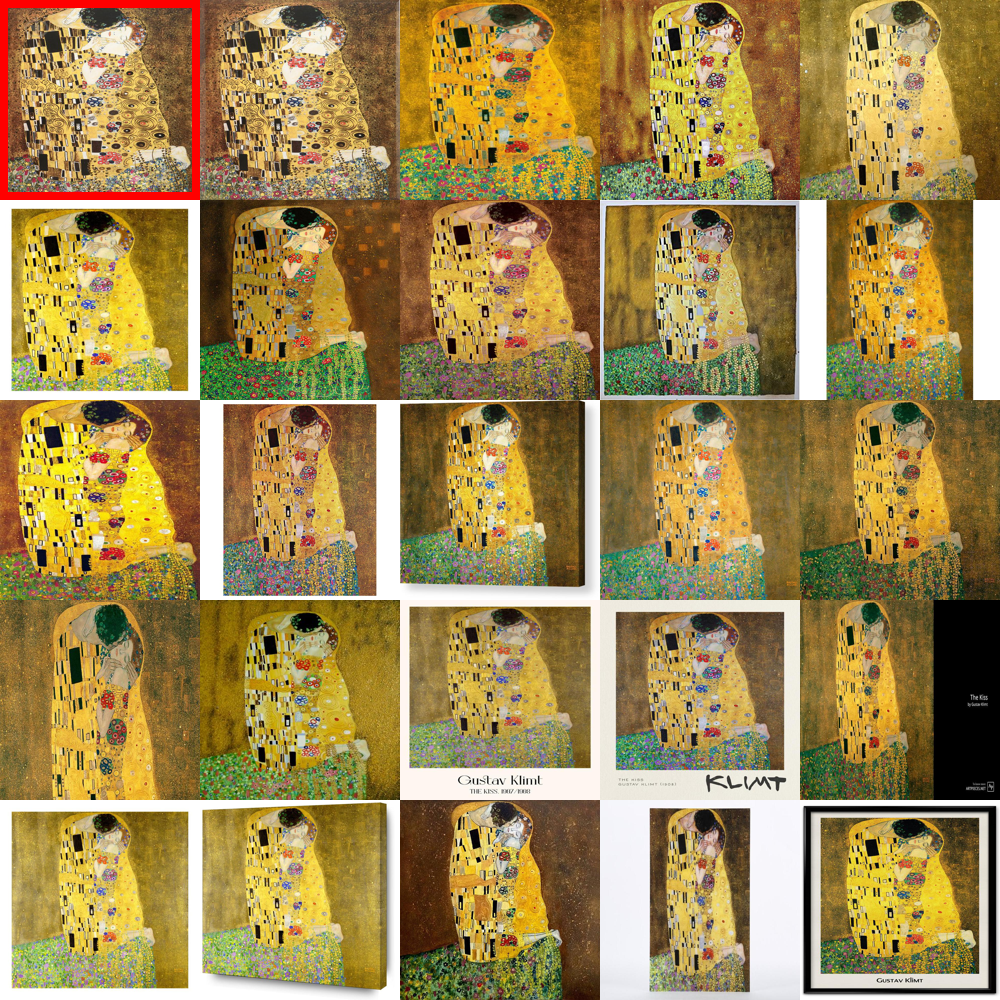 Gustav Klimt
THE KISS, 1907/1908
THE KISS
GUSTAV KLIMT (1908)
KLIMT
The Kiss
by Gustav Klimt
GUSTAV KlIMT